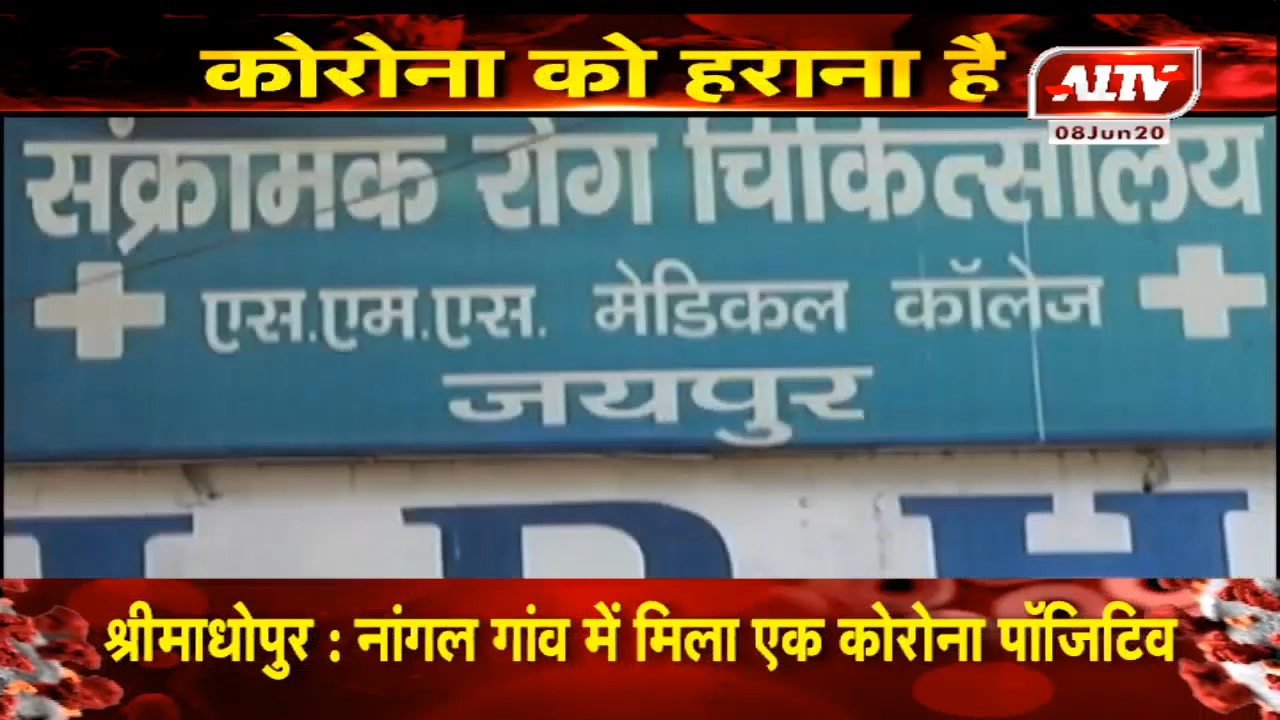 कोरोना को हराना है
ALTV
08Jun20
संक्रामक रोग चिकित्सालय
एस.एम.एस. मेडिकल कॉलेज
जयपुर
श्रीमाधोपुर : नांगल गांव में मिला एक कोरोना पॉजिटिव